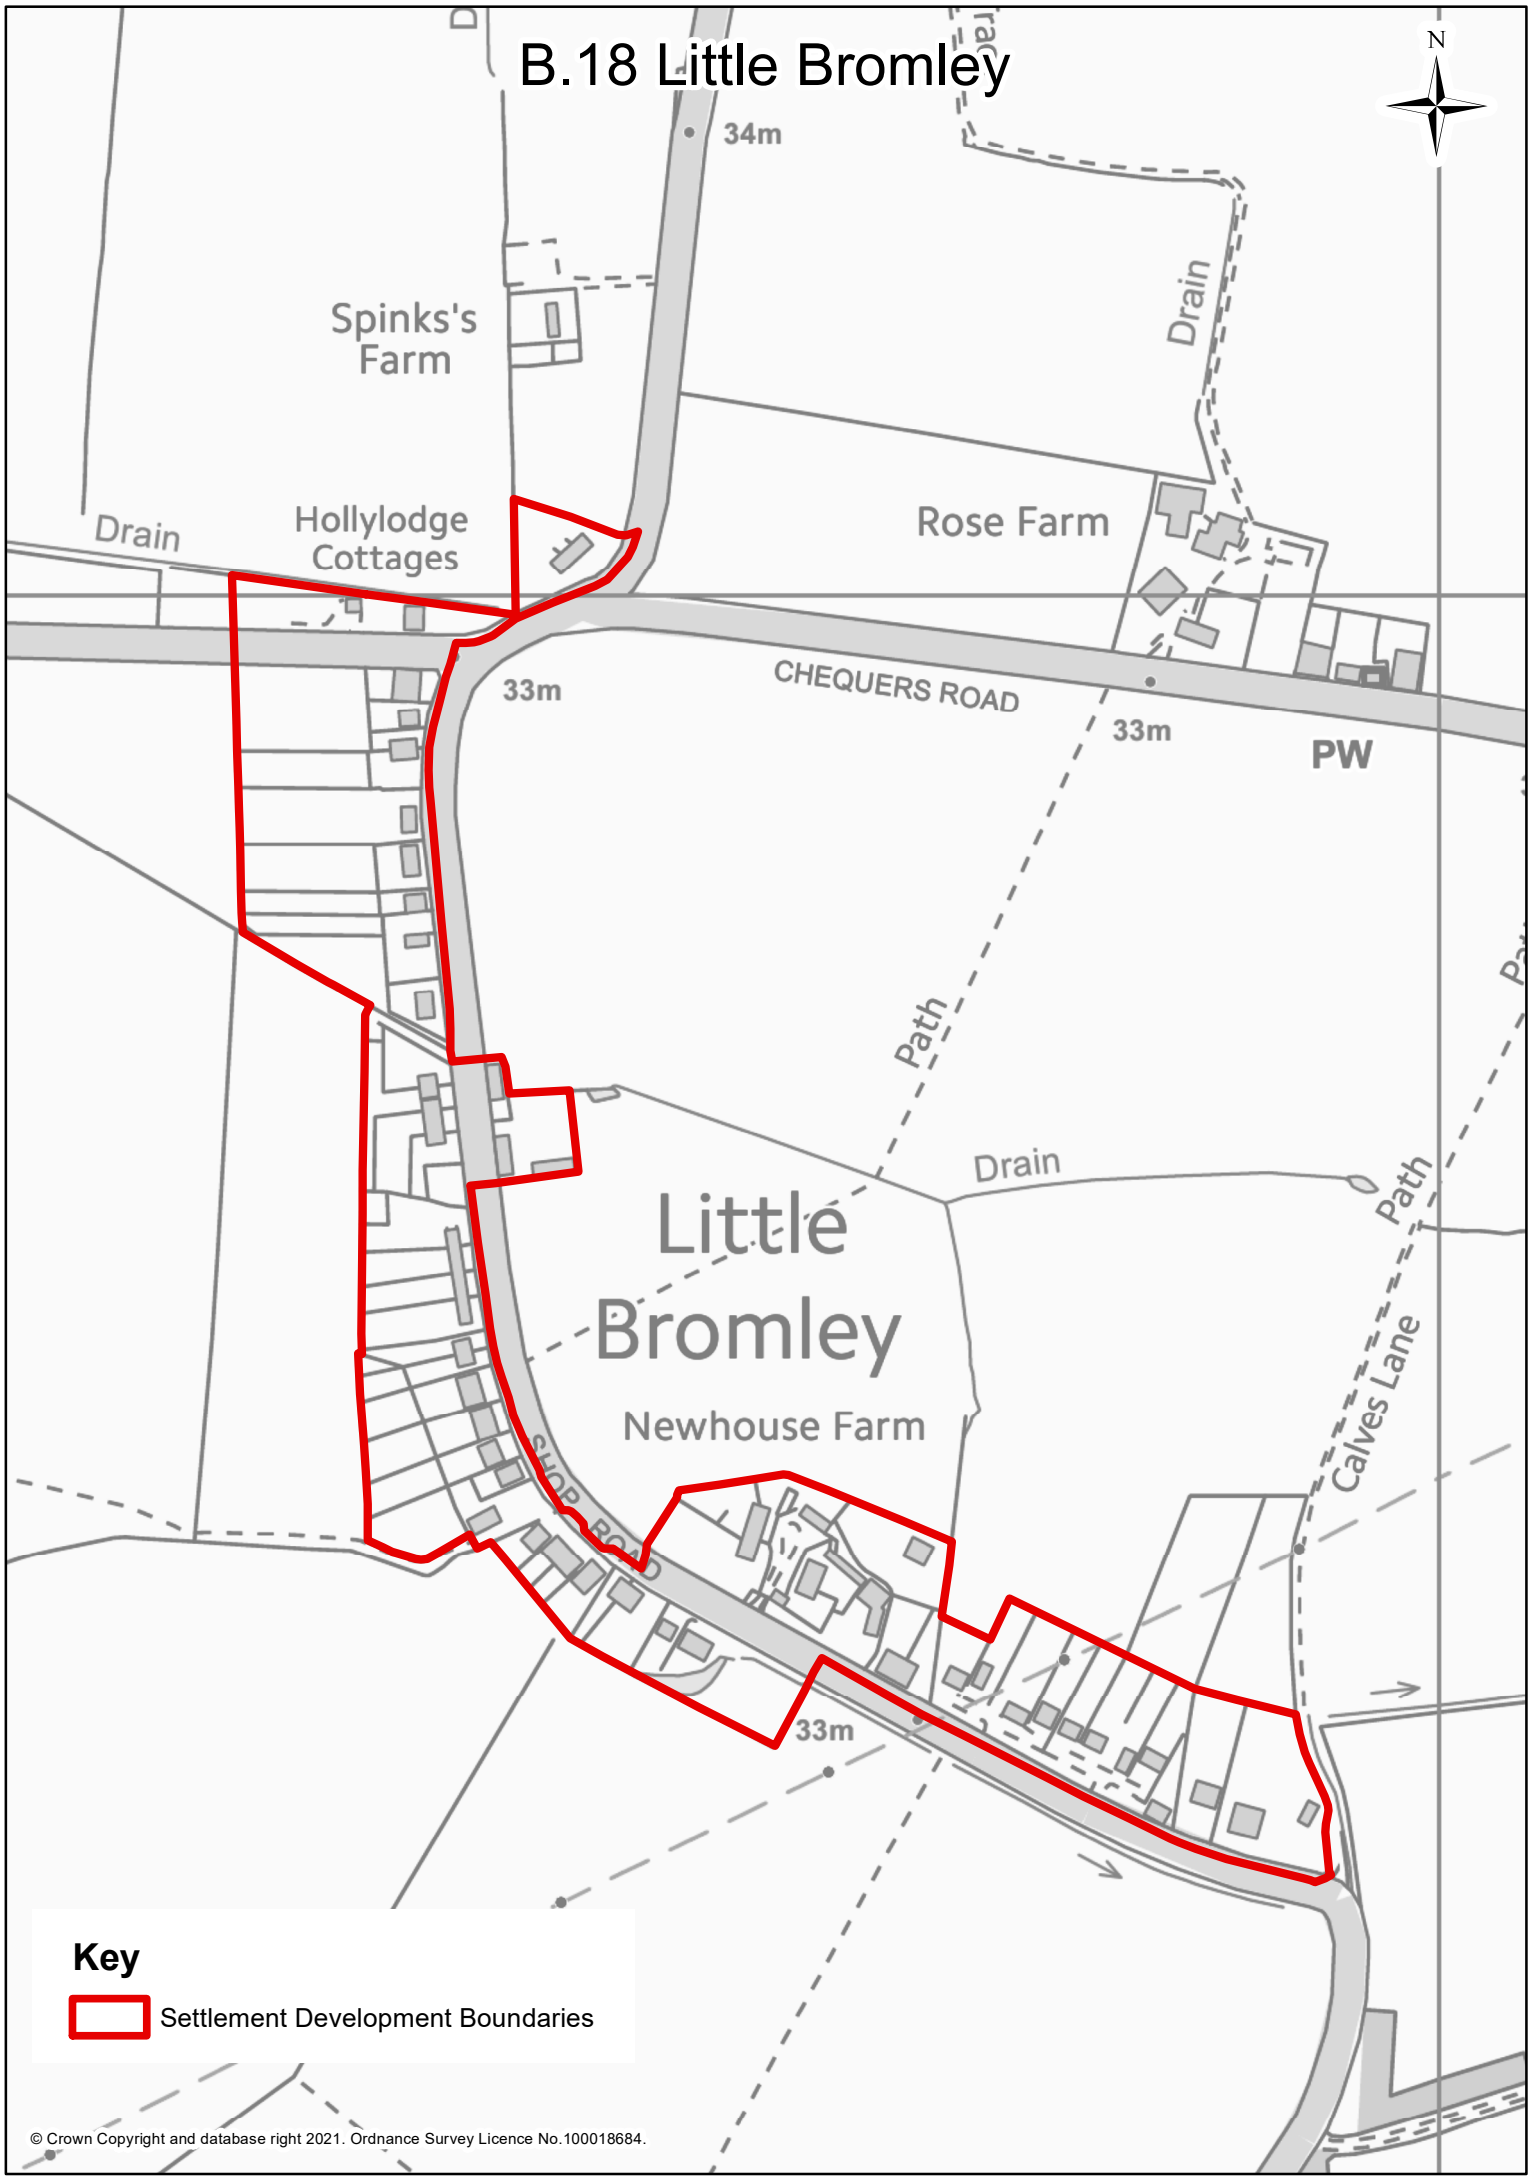 D
B.18 Little Bromley
N
34m
Drain
Spinks's
Farm
Hollylodge
Cottages
Drain
Rose Farm
CHEQUERS ROAD
33m
33m
PW
Path
Drain
Path
Little
Bromley
Newhouse Farm
Calves Lane
SHOP ROAD
33m
Key
Settlement Development Boundaries
© Crown Copyright and database right 2021. Ordnance Survey Licence No.100018684.